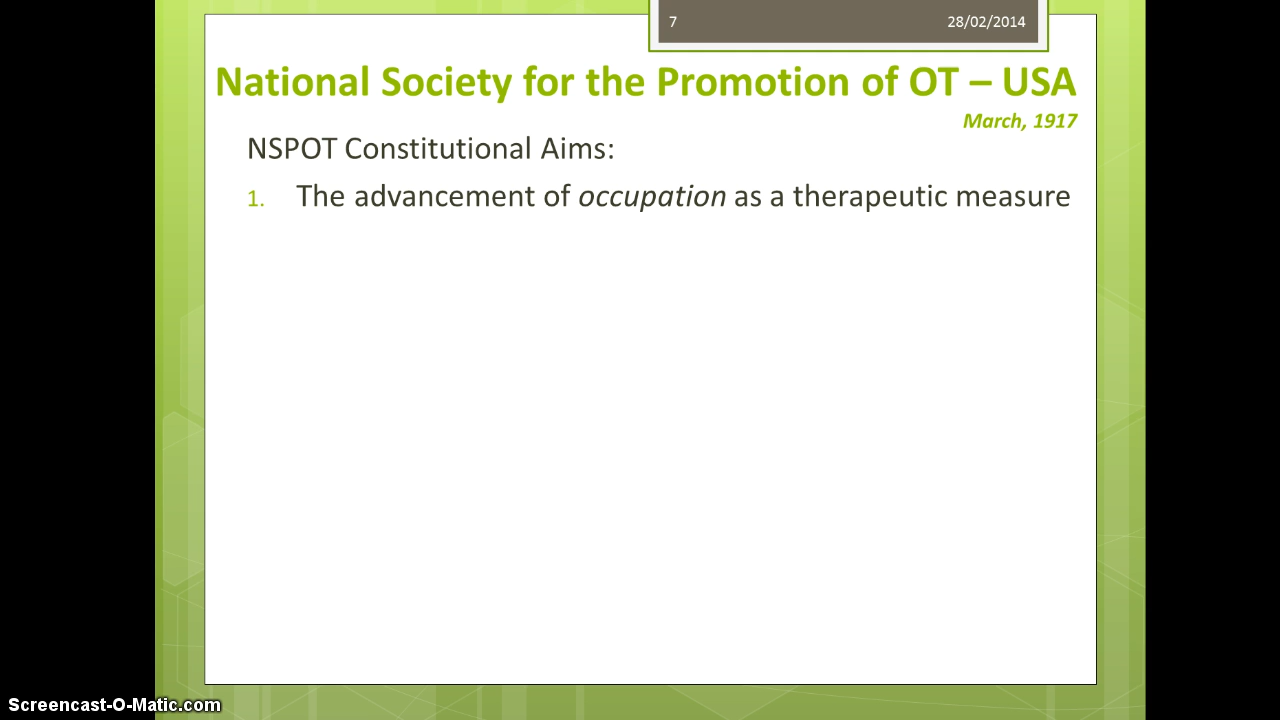 7 28/02/2014
National Society for the Promotion of OT – USA
March, 1917
NSPOT Constitutional Aims:
1. The advancement of occupation as a therapeutic measure
Screencast-O-Matic.com